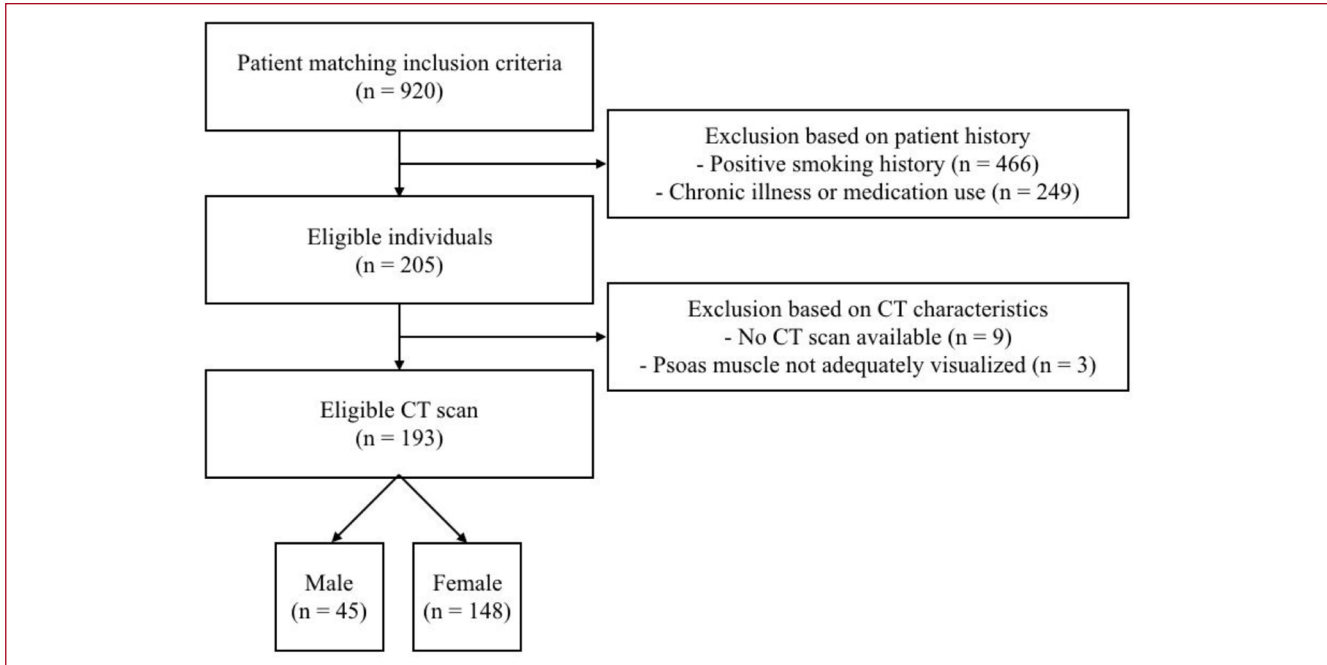 Patient matching inclusion criteria
(n = 920)
Exclusion based on patient history
- Positive smoking history (n = 466)
- Chronic illness or medication use (n = 249)
Eligible individuals
(n = 205)
Exclusion based on CT characteristics
- No CT scan available (n = 9)
- Psoas muscle not adequately visualized (n = 3)
Eligible CT scan
(n = 193)
Male
(n = 45)
Female
(n = 148)